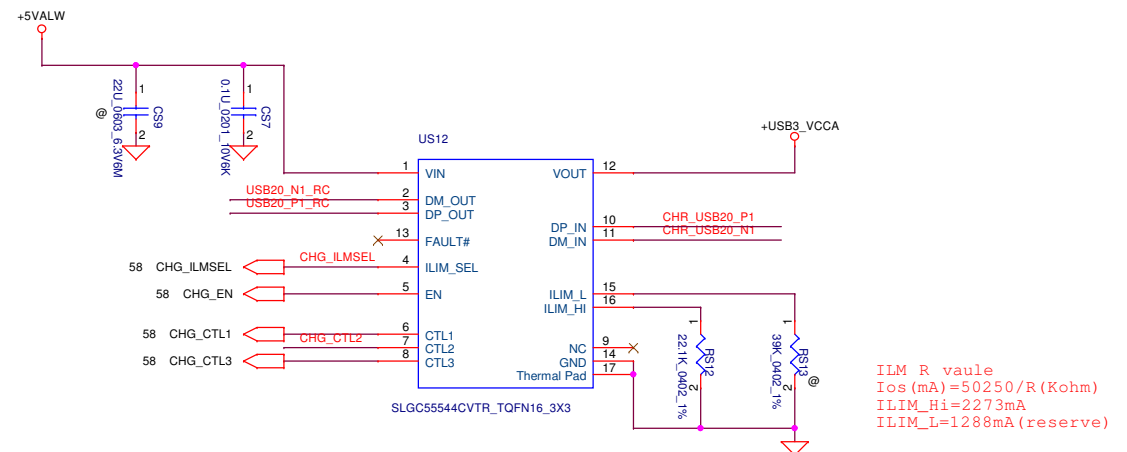 +5VALW
1
2
22U_0603_6.3V6M
@
CS9
1
2
0.1U_0201_10V6K
CS7
US12
+USB3_VCCA
1 VIN
VOUT 12
USB20_N1_RC
2 DM_OUT
USB20_P1_RC
3 DP_OUT
DP_IN 10 CHR_USB20_P1
DM_IN 11 CHR_USB20_N1
13 FAULT#
58 CHG_ILMSEL CHG_ILMSEL 4 ILIM_SEL
58 CHG_EN 5 EN
ILIM_L 15
ILIM_HI 16
58 CHG_CTL1 6 CTL1
CHG_CTL2 7 CTL2
58 CHG_CTL3 8 CTL3
NC 9
GND 14
Thermal Pad 17
1
2
22.1K_0402_1%
RS12
1
2
39K_0402_1%
RS13
@
SLGC55544CVTR_TQFN16_3X3
ILM R vaule
Ios(mA)=50250/R(Kohm)
ILIM_Hi=2273mA
ILIM_L=1288mA(reserve)